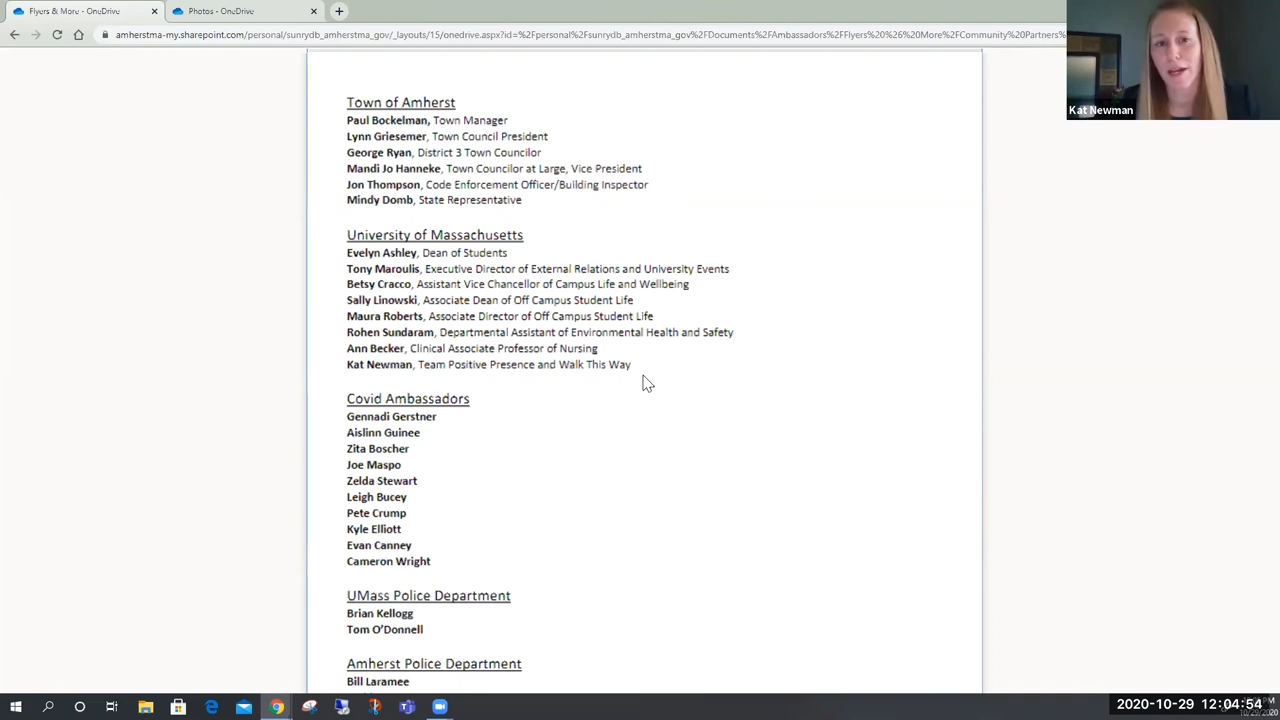 Flyers & More - OneDrive
Photos - OneDrive
amherstma-my.sharepoint.com/personal/sunrydb_amherstma_gov/_layouts/15/onedrive.aspx?id=%2Fpersonal%2Fsunrydb_amherstma_gov%2FDocuments%2FAmbassadors%2FFlyers%20%26%20More%2FCommunity%20Partners%
Kat Newman
Town of Amherst
Paul Bockelman, Town Manager
Lynn Griesemer, Town Council President
George Ryan, District 3 Town Councilor
Mandi Jo Hanneke, Town Councilor at Large, Vice President
Jon Thompson, Code Enforcement Officer/Building Inspector
Mindy Domb, State Representative
University of Massachusetts
Evelyn Ashley, Dean of Students
Tony Maroulis, Executive Director of External Relations and University Events
Betsy Cracco, Assistant Vice Chancellor of Campus Life and Wellbeing
Sally Linowski, Associate Dean of Off Campus Student Life
Maura Roberts, Associate Director of Off Campus Student Life
Rohen Sundaram, Departmental Assistant of Environmental Health and Safety
Ann Becker, Clinical Associate Professor of Nursing
Kat Newman, Team Positive Presence and Walk This Way
Covid Ambassadors
Gennadi Gerstner
Aislinn Guinee
Zita Boscher
Joe Maspo
Zelda Stewart
Leigh Bucey
Pete Crump
Kyle Elliott
Evan Canney
Cameron Wright
UMass Police Department
Brian Kellogg
Tom O'Donnell
Amherst Police Department
Bill Laramee
2020-10-29 12:04:54